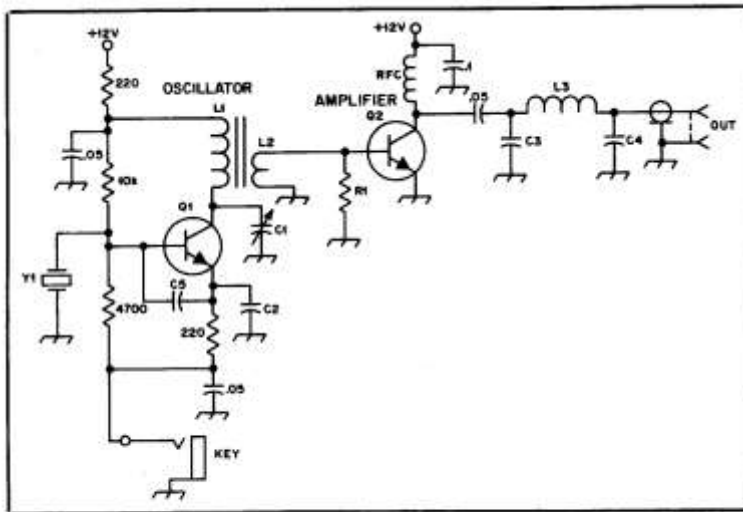 +12V
220
OSCILLATOR
L1
.05
10k
L2
+12V
RFC
.1
AMPLIFIER
Q2
.05
L3
OUT
C3
C4
R1
Q1
C1
Y1
C5
4700
C2
220
.05
KEY